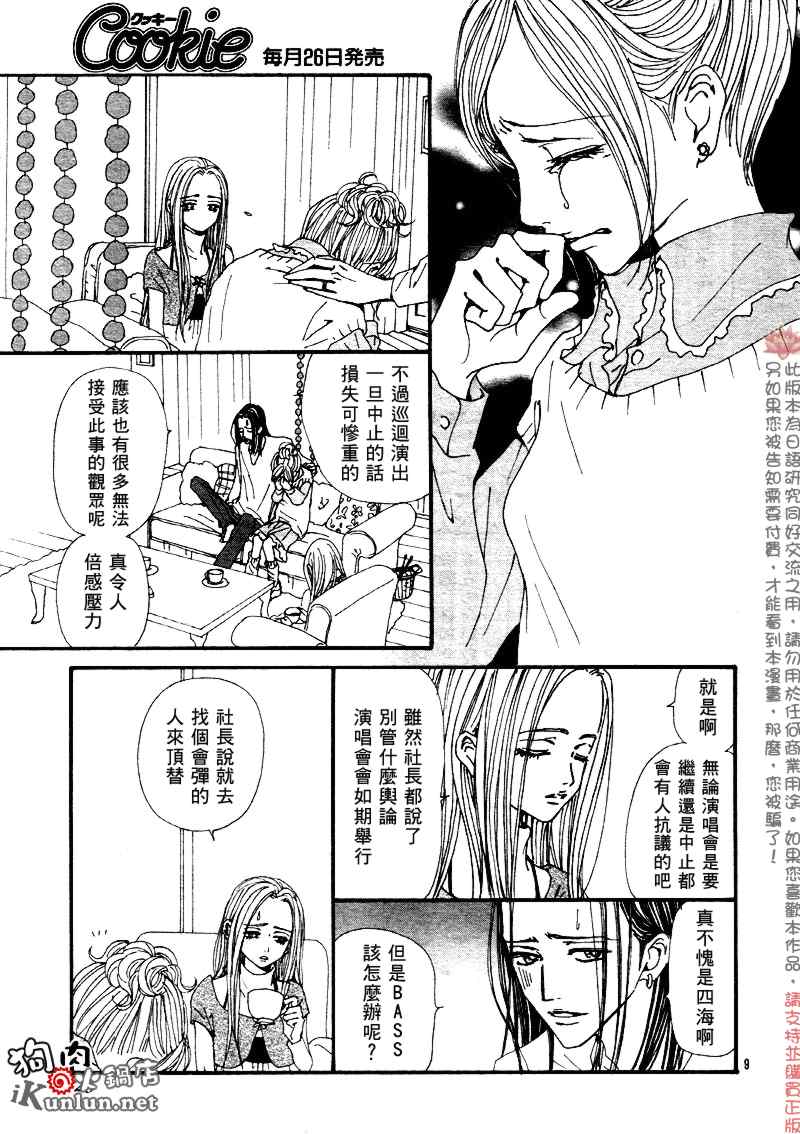 クッキー
Cookie
毎月26日発売
不過巡迴演出
一旦中止的話
損失可慘重的
應該也有很多無法
接受此事的觀眾呢
真令人
倍感壓力
就是啊
無論演唱會是要
繼續還是中止都
會有人抗議的吧
雖然社長都說了
別管什麼輿論
演唱會會如期舉行
社長說就去
找個會彈的
人來頂替
真不愧是四海啊
但是BASS
該怎麼辦呢？
9
狗肉
火鍋店
iKunlun.net
此版本為日語研究同好交流之用，請勿用於任何商業用途。如果您喜歡本作品，請支持並購買正版
另如果您被告知需要付費，才能看到本漫畫，那麼，您被騙了！